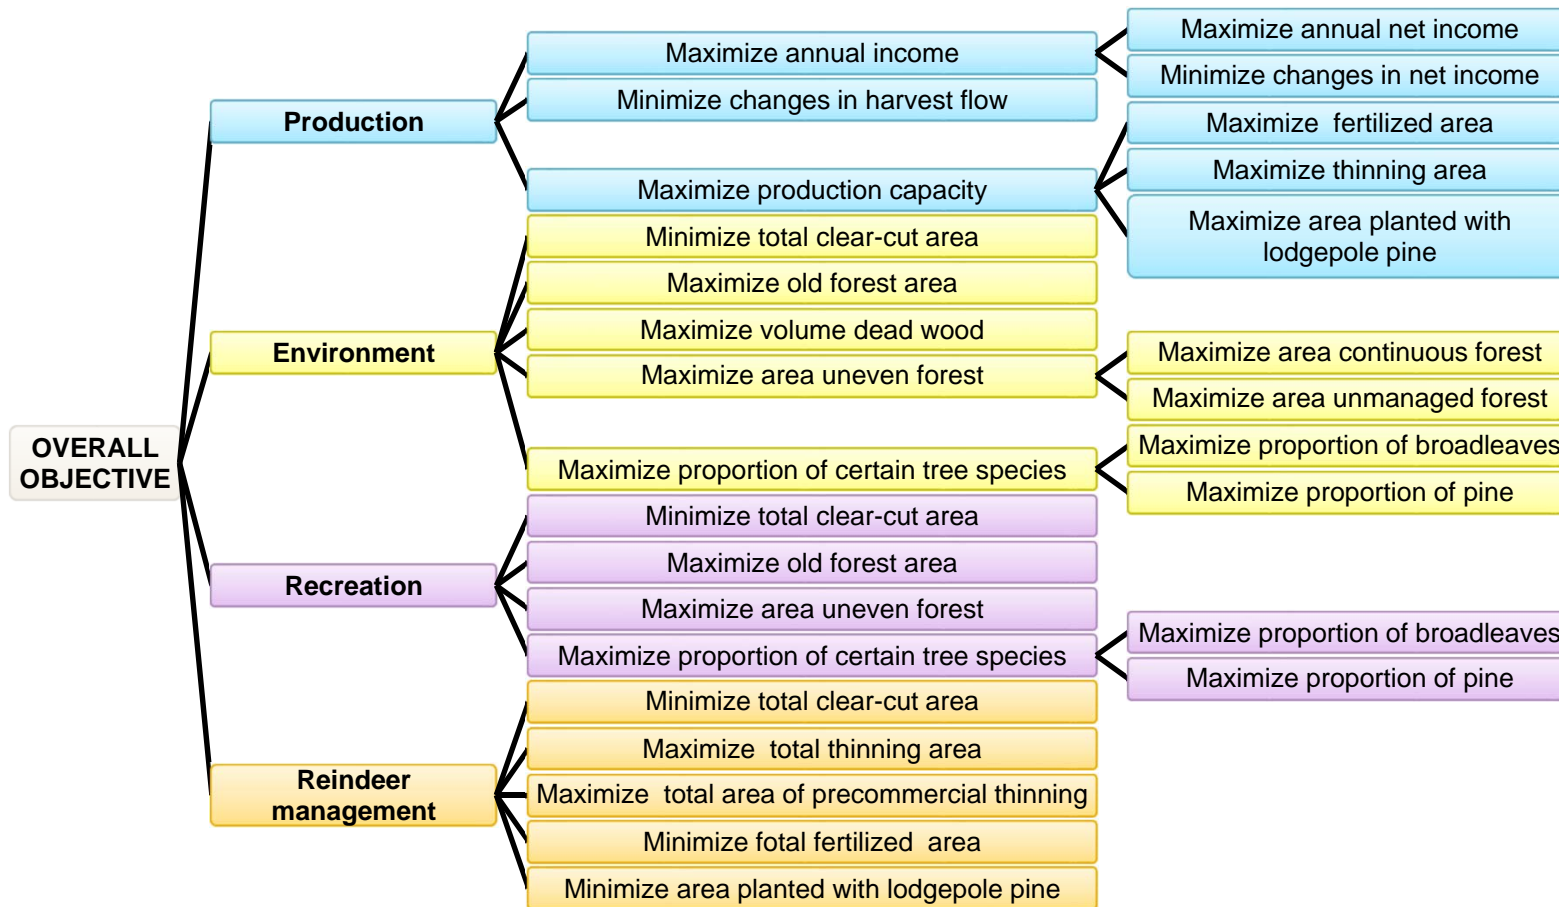 OVERALL
OBJECTIVE
Production
Maximize annual income
Maximize annual net income
Minimize changes in net income
Minimize changes in harvest flow
Maximize production capacity
Maximize  fertilized area
Maximize thinning area
Maximize area planted with
lodgepole pine
Environment
Minimize total clear-cut area
Maximize old forest area
Maximize volume dead wood
Maximize area uneven forest
Maximize area continuous forest
Maximize area unmanaged forest
Maximize proportion of certain tree species
Maximize proportion of broadleaves
Maximize proportion of pine
Recreation
Minimize total clear-cut area
Maximize old forest area
Maximize area uneven forest
Maximize proportion of certain tree species
Maximize proportion of broadleaves
Maximize proportion of pine
Reindeer
management
Minimize total clear-cut area
Maximize  total thinning area
Maximize  total area of precommercial thinning
Minimize fotal fertilized  area
Minimize area planted with lodgepole pine